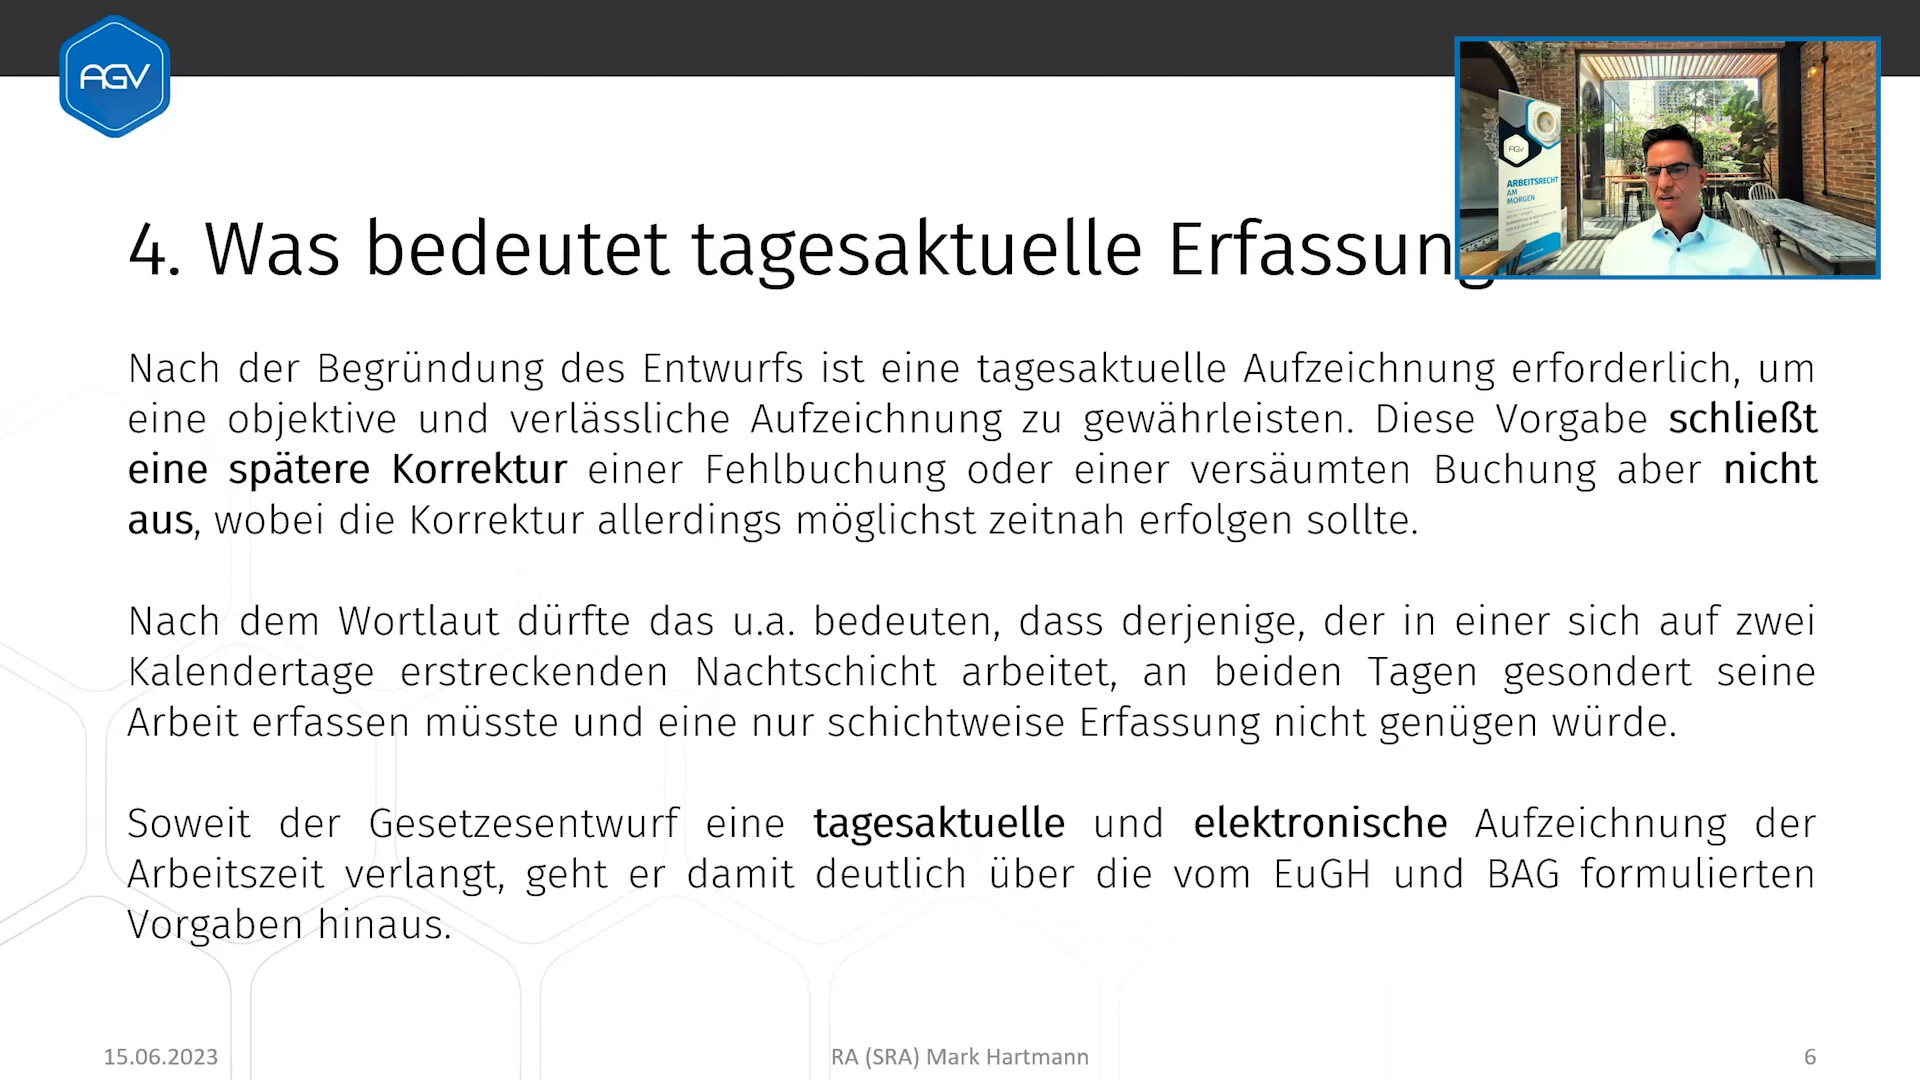 AGV
AGV
ARBEITSRECHT
AM
MORGEN
4. Was bedeutet tagesaktuelle Erfassung
Nach der Begründung des Entwurfs ist eine tagesaktuelle Aufzeichnung erforderlich, um
eine objektive und verlässliche Aufzeichnung zu gewährleisten. Diese Vorgabe schließt
eine spätere Korrektur einer Fehlbuchung oder einer versäumten Buchung aber nicht
aus, wobei die Korrektur allerdings möglichst zeitnah erfolgen sollte.
Nach dem Wortlaut dürfte das u.a. bedeuten, dass derjenige, der in einer sich auf zwei
Kalendertage erstreckenden Nachtschicht arbeitet, an beiden Tagen gesondert seine
Arbeit erfassen müsste und eine nur schichtweise Erfassung nicht genügen würde.
Soweit der Gesetzesentwurf eine tagesaktuelle und elektronische Aufzeichnung der
Arbeitszeit verlangt, geht er damit deutlich über die vom EuGH und BAG formulierten
Vorgaben hinaus.
15.06.2023
RA (SRA) Mark Hartmann
6